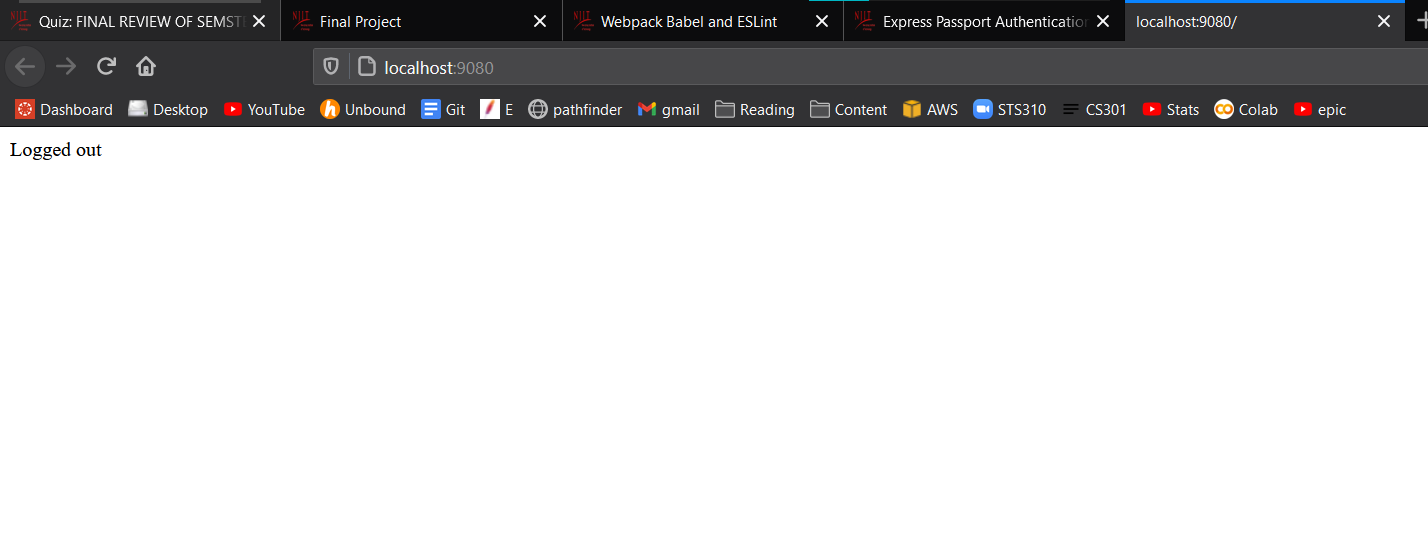 Quiz: FINAL REVIEW OF SEMST
Final Project
Webpack Babel and ESLint
Express Passport Authentication
localhost:9080/
localhost:9080
Dashboard Desktop YouTube Unbound Git E pathfinder gmail Reading Content AWS STS310 CS301 Stats Colab epic
Logged out